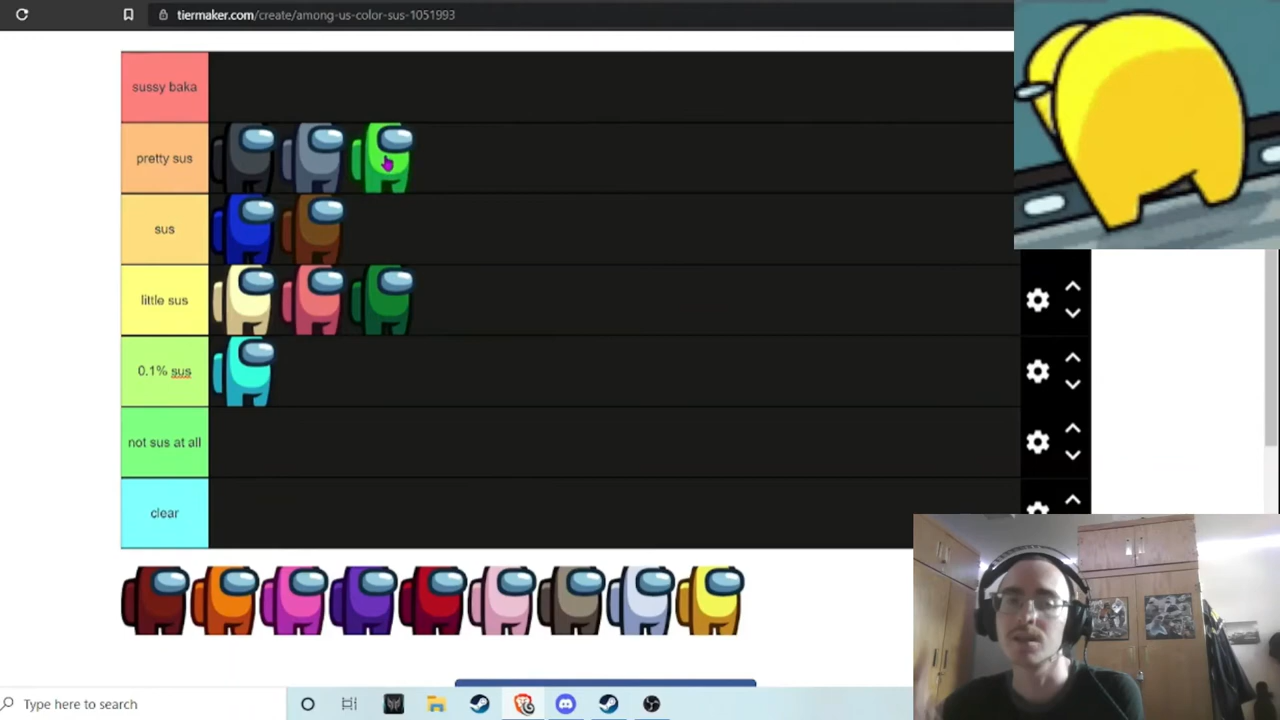 tiermaker.com/create/among-us-color-sus-1051993
sussy baka
pretty sus
sus
little sus
0.1% sus
not sus at all
clear
Type here to search